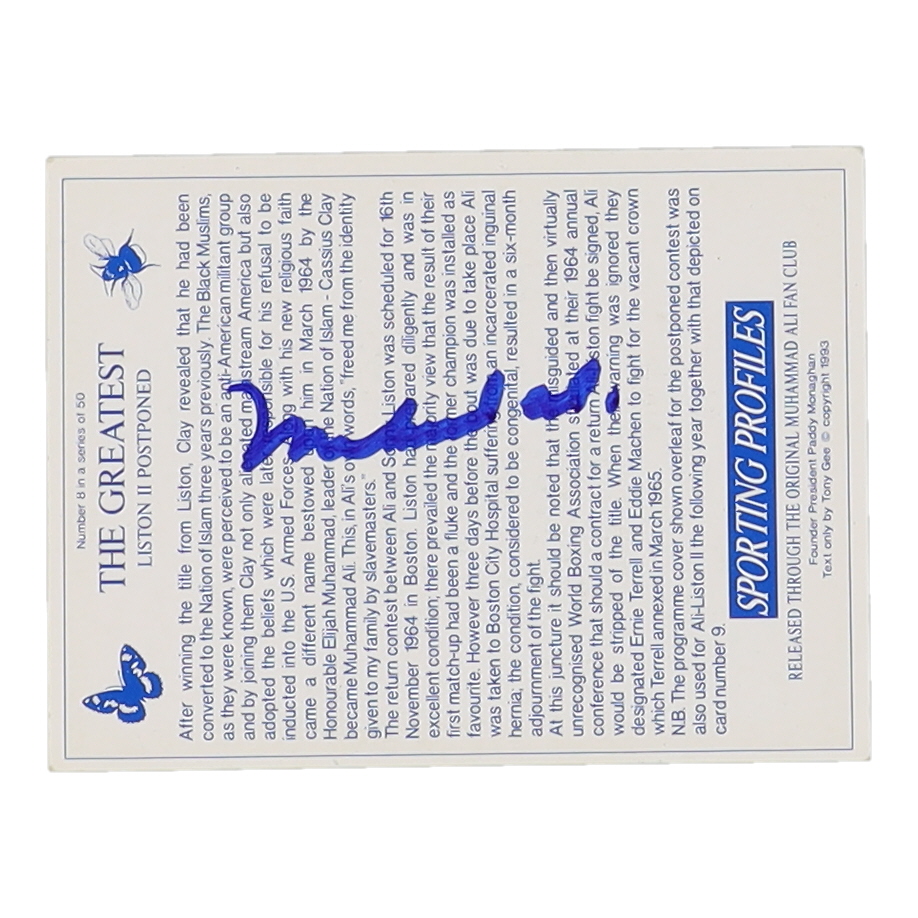 Number 8 in a series of 50
THE GREATEST
LISTON II POSTPONED
After winning the title from Liston, Clay revealed that he had been
converted to the Nation of Islam three years previously. The Black Muslims,
as they were known, were perceived to be an anti-American militant group
and by joining them Clay not only alienated mainstream America but also
adopted the beliefs which were later responsible for his refusal to be
inducted into the U.S. Armed Forces. Along with his new religious faith
came a different name bestowed on him in March 1964 by the
Honourable Elijah Muhammad, leader of the Nation of Islam - Cassius Clay
became Muhammad Ali. This, in Ali's own words, "freed me from the identity
given to my family by slavemasters."
The return contest between Ali and Sonny Liston was scheduled for 16th
November 1964 in Boston. Liston had prepared diligently and was in
excellent condition; there prevailed the majority view that the result of their
first match-up had been a fluke and the former champion was installed as
favourite. However three days before the bout was due to take place Ali
was taken to Boston City Hospital suffering from an incarcerated inguinal
hernia; the condition, considered to be congenital, resulted in a six-month
adjournment of the fight.
At this juncture it should be noted that the misguided and then virtually
unrecognised World Boxing Association stated at their 1964 annual
conference that should a contract for a return Liston fight be signed, Ali
would be stripped of the title. When their warning was ignored they
designated Ernie Terrell and Eddie Machen to fight for the vacant crown
which Terrell annexed in March 1965.
N.B. The programme cover shown overleaf for the postponed contest was
also used for Ali-Liston II the following year together with that depicted on
card number 9.
SPORTING PROFILES
RELEASED THROUGH THE ORIGINAL MUHAMMAD ALI FAN CLUB
Founder President Paddy Monaghan
Text only by Tony Gee © copyright 1993